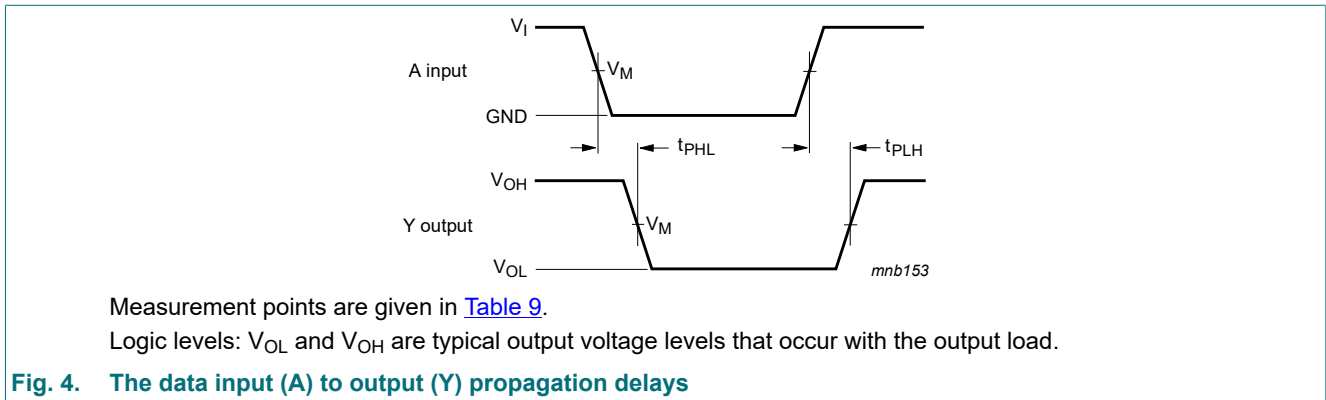 V_I
A input
V_M
GND
t_PHL
t_PLH
V_OH
Y output
V_M
V_OL
mnb153
Measurement points are given in Table 9.
Logic levels: V_OL and V_OH are typical output voltage levels that occur with the output load.
Fig. 4. The data input (A) to output (Y) propagation delays